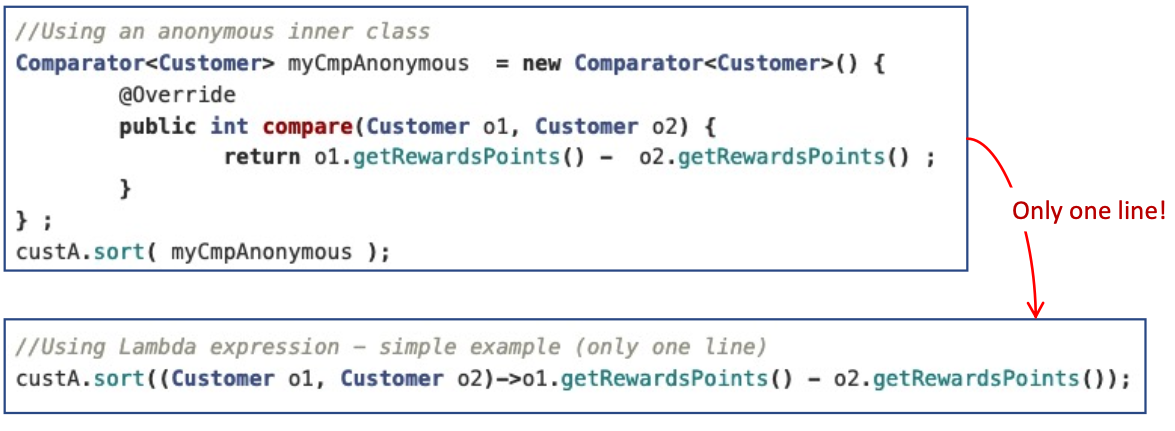 //Using an anonymous inner class
Comparator<Customer> myCmpAnonymous  = new Comparator<Customer>() {
        @Override
        public int compare(Customer o1, Customer o2) {
                return o1.getRewardsPoints() -  o2.getRewardsPoints() ;
        }
} ;
custA.sort( myCmpAnonymous );
Only one line!
//Using Lambda expression – simple example (only one line)
custA.sort((Customer o1, Customer o2)->o1.getRewardsPoints() - o2.getRewardsPoints());